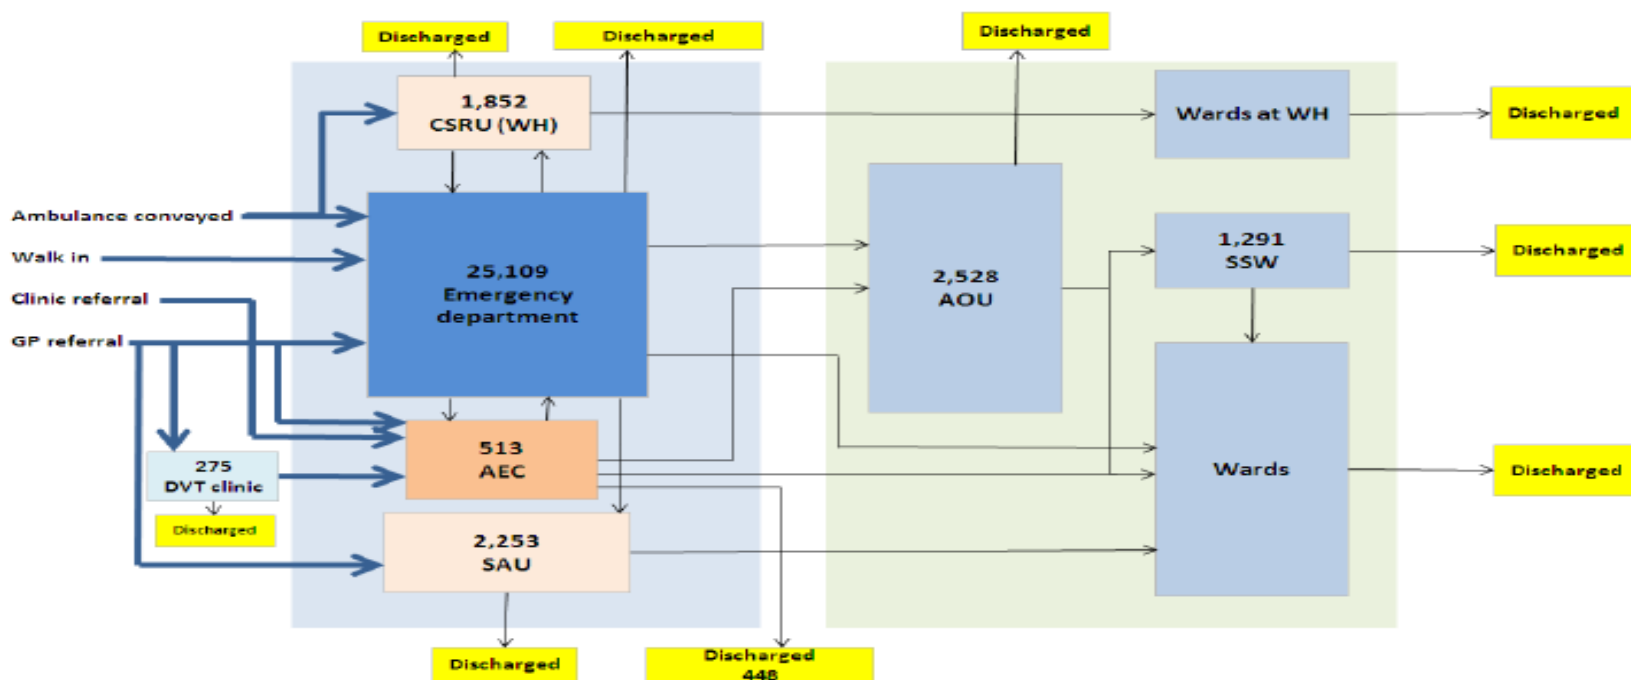 Discharged
Discharged
Discharged
1,852
CSRU (WH)
Wards at WH
Discharged
Ambulance conveyed
Walk in
Clinic referral
GP referral
25,109
Emergency
department
2,528
AOU
1,291
SSW
Discharged
275
DVT clinic
Discharged
513
AEC
Wards
Discharged
2,253
SAU
Discharged
Discharged
448